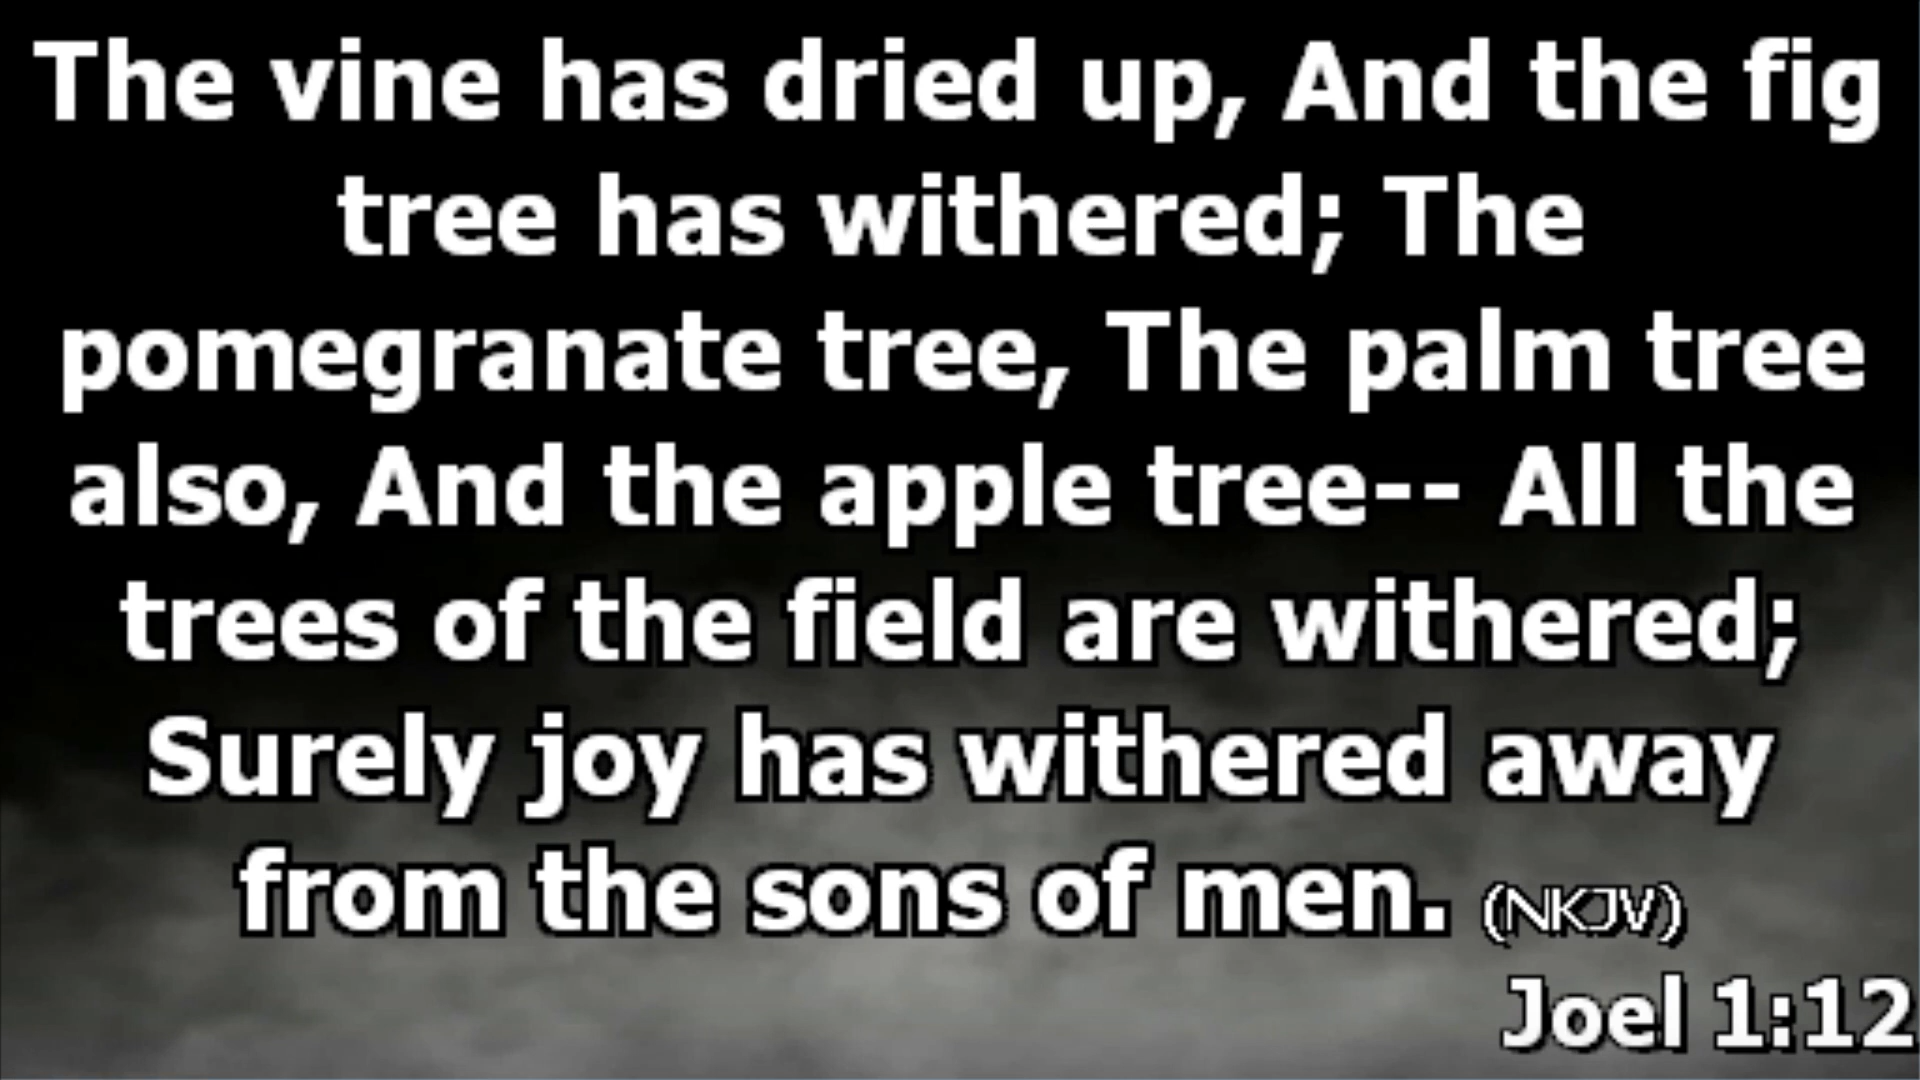 The vine has dried up, And the fig
tree has withered; The
pomegranate tree, The palm tree
also, And the apple tree-- All the
trees of the field are withered;
Surely joy has withered away
from the sons of men. (NKJV)
Joel 1:12